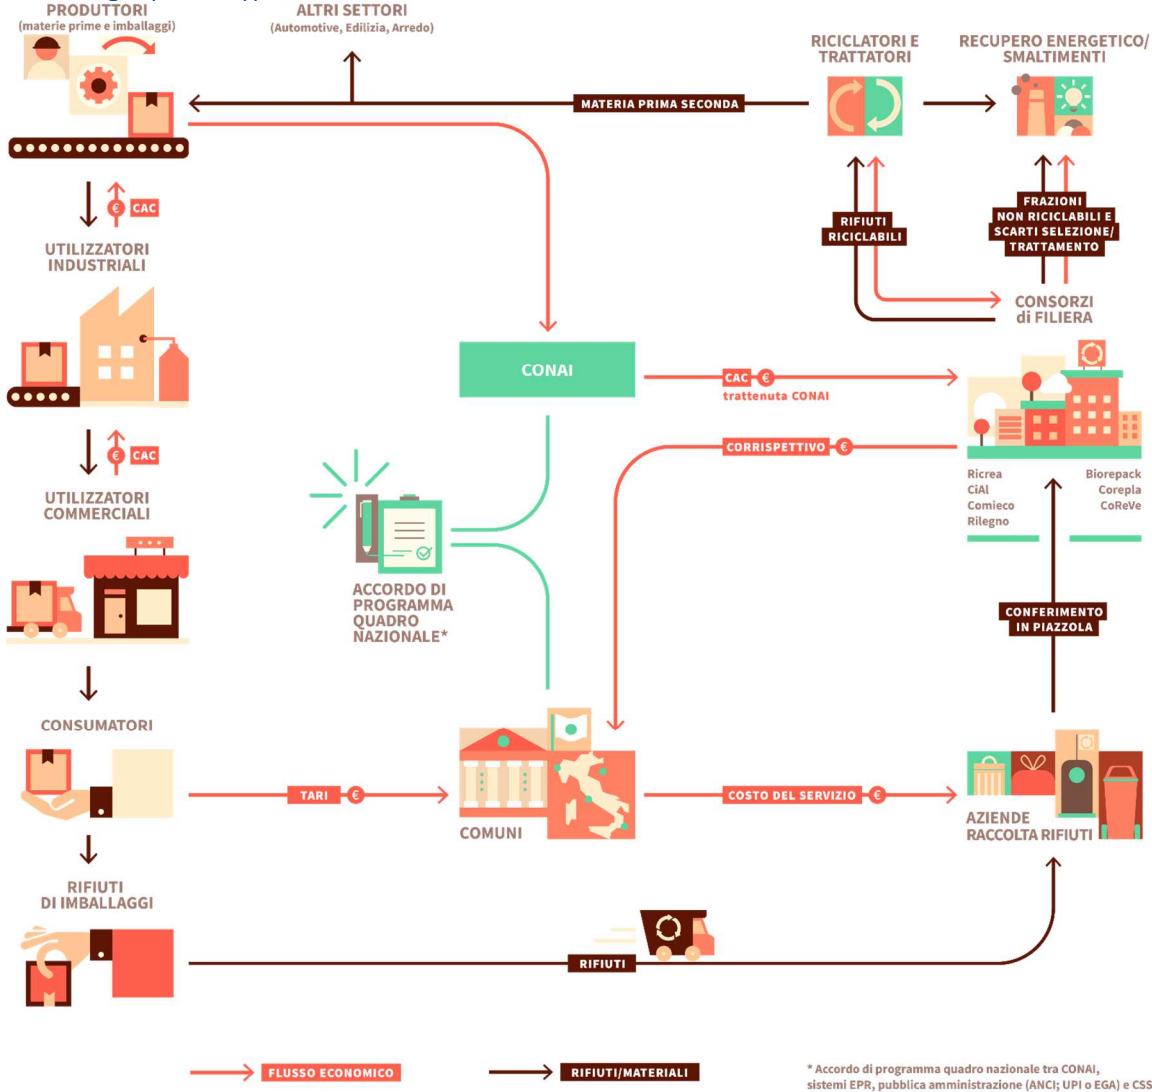 PRODUTTORI
(materie prime e imballaggi)
ALTRI SETTORI
(Automotive, Edilizia, Arredo)
RICICLATORI E
TRATTATORI
RECUPERO ENERGETICO/
SMALTIMENTI
MATERIA PRIMA SECONDA
€ CAC
RIFIUTI
RICICLABILI
FRAZIONI
NON RICICLABILI E
SCARTI SELEZIONE/
TRATTAMENTO
UTILIZZATORI
INDUSTRIALI
CONSORZI
di FILIERA
CONAI
CAC €
trattenuta CONAI
€ CAC
CORRISPETTIVO €
UTILIZZATORI
COMMERCIALI
Ricrea
CiAl
Comieco
Rilegno
Biorepack
Corepla
CoReVe
ACCORDO DI
PROGRAMMA
QUADRO
NAZIONALE*
CONFERIMENTO
IN PIAZZOLA
CONSUMATORI
TARI €
COMUNI
COSTO DEL SERVIZIO €
AZIENDE
RACCOLTA RIFIUTI
RIFIUTI
DI IMBALLAGGI
RIFIUTI
FLUSSO ECONOMICO
RIFIUTI/MATERIALI
* Accordo di programma quadro nazionale tra CONAI,
sistemi EPR, pubblica amministrazione (ANCI; UPI o EGA) e CSS